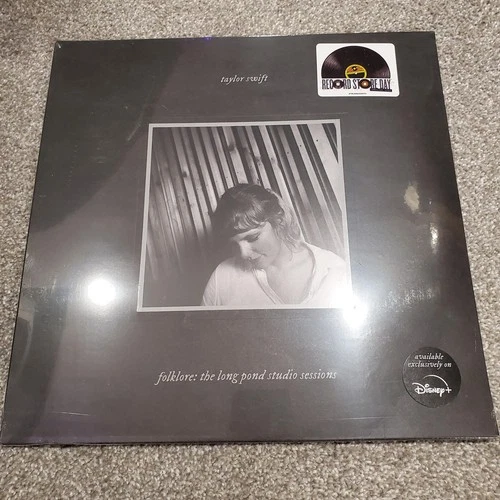 taylor swift
RECORD STORE DAY
folklore: the long pond studio sessions
available
exclusively on
Disney+